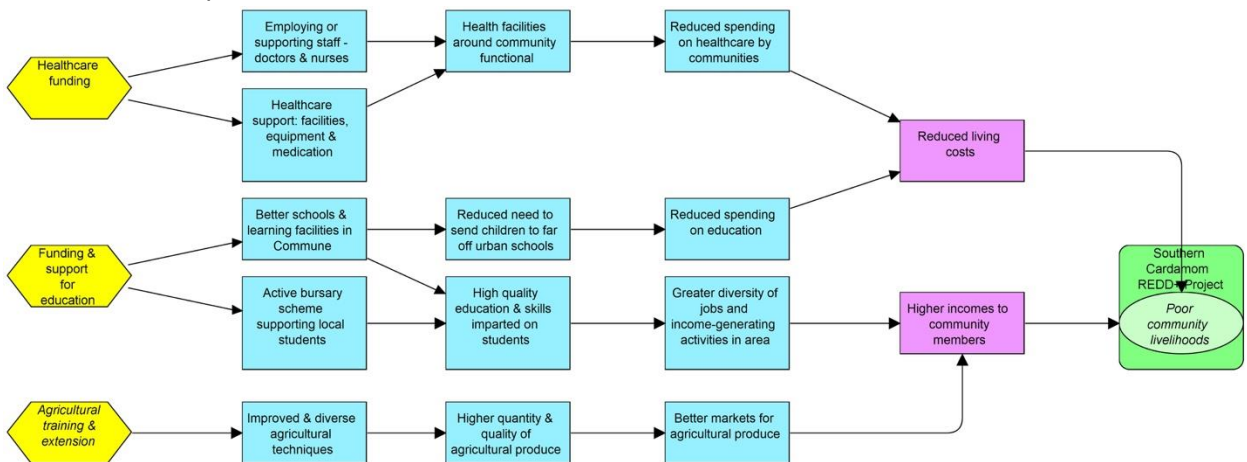 Healthcare
funding
Employing or
supporting staff -
doctors & nurses
Health facilities
around community
functional
Reduced spending
on healthcare by
communities
Healthcare
support: facilities,
equipment &
medication
Reduced living
costs
Funding &
support
for
education
Better schools &
learning facilities in
Commune
Reduced need to
send children to far
off urban schools
Reduced spending
on education
Active bursary
scheme
supporting local
students
High quality
education & skills
imparted on
students
Greater diversity of
jobs and
income-generating
activities in area
Higher incomes to
community
members
Southern
Cardamom
REDD+ Project
Poor
community
livelihoods
Agricultural
training &
extension
Improved & diverse
agricultural
techniques
Higher quantity &
quality of
agricultural produce
Better markets for
agricultural produce